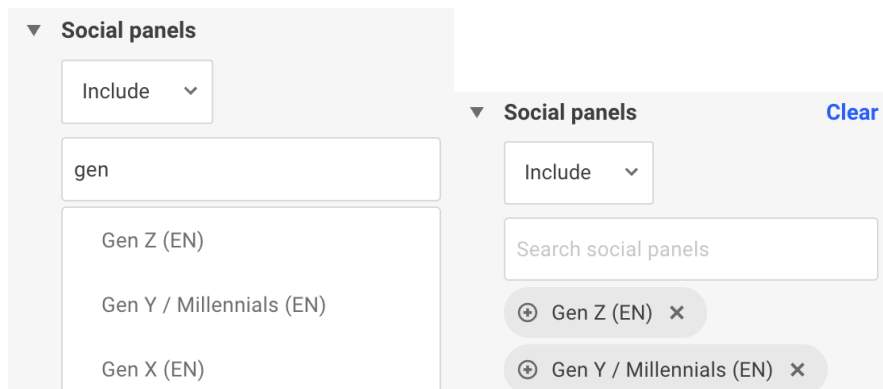 Social panels
Include
gen
Gen Z (EN)
Gen Y / Millennials (EN)
Gen X (EN)
Social panels Clear
Include
Search social panels
Gen Z (EN)
Gen Y / Millennials (EN)